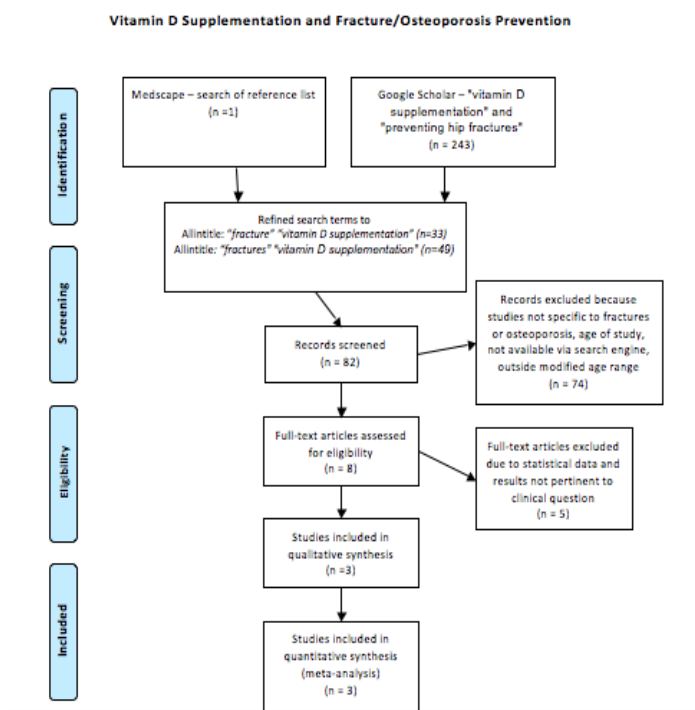 Vitamin D Supplementation and Fracture/Osteoporosis Prevention
Identification
Medscape – search of reference list
(n =1)
Google Scholar – "vitamin D
supplementation" and
"preventing hip fractures"
(n = 243)
Refined search terms to
Allintitle: "fracture" "vitamin D supplementation" (n=33)
Allintitle: "fractures" "vitamin D supplementation" (n=49)
Screening
Records screened
(n = 82)
Records excluded because
studies not specific to fractures
or osteoporosis, age of study,
not available via search engine,
outside modified age range
(n = 74)
Eligibility
Full-text articles assessed
for eligibility
(n = 8)
Full-text articles excluded
due to statistical data and
results not pertinent to
clinical question
(n = 5)
Studies included in
qualitative synthesis
(n =3)
Included
Studies included in
quantitative synthesis
(meta-analysis)
(n = 3)